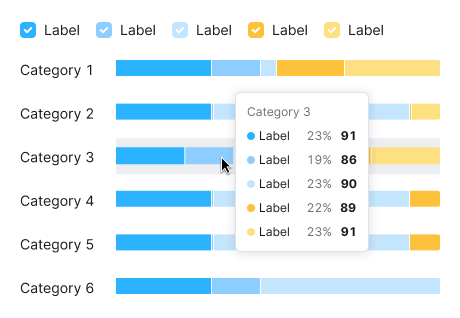 Label Label Label Label Label
Category 1
Category 2
Category 3
Category 4
Category 5
Category 6
Category 3
Label 23% 91
Label 19% 86
Label 23% 90
Label 22% 89
Label 23% 91